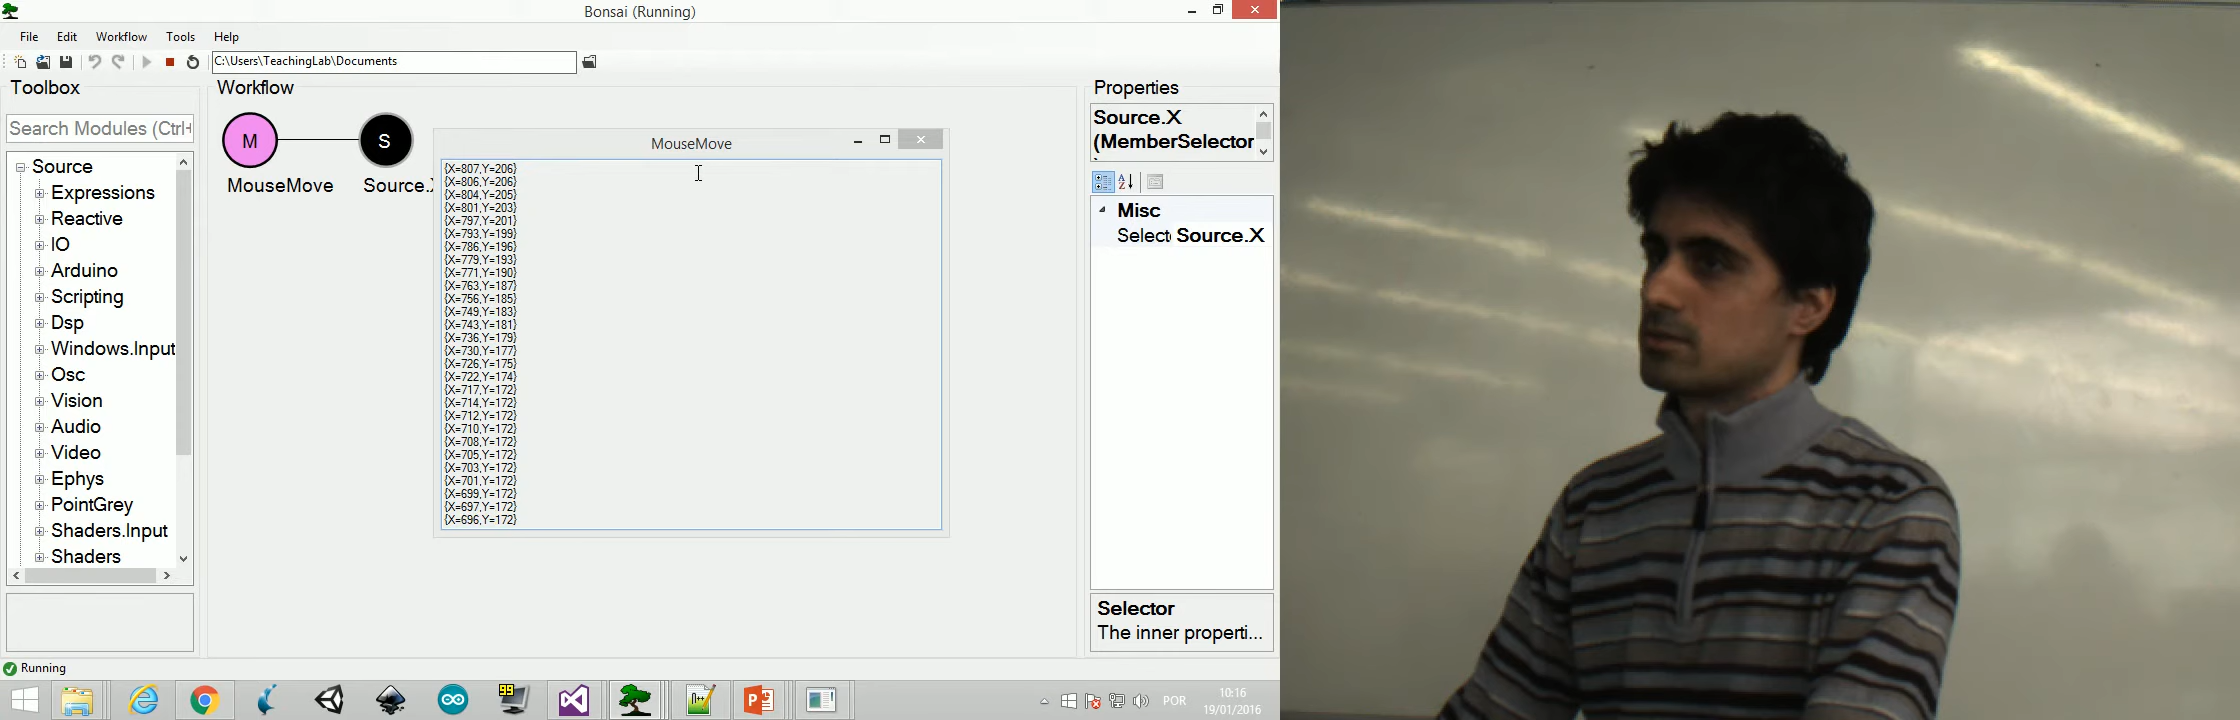 Bonsai (Running)
File Edit Workflow Tools Help
C:\Users\TeachingLab\Documents
Toolbox
Search Modules (Ctrl+
Source
Expressions
Reactive
IO
Arduino
Scripting
Dsp
Windows.Input
Osc
Vision
Audio
Video
Ephys
PointGrey
Shaders.Input
Shaders
Workflow
M
S
MouseMove
Source.X
MouseMove
{X=807,Y=206}
{X=806,Y=206}
{X=804,Y=205}
{X=801,Y=203}
{X=797,Y=201}
{X=793,Y=199}
{X=786,Y=196}
{X=779,Y=193}
{X=771,Y=190}
{X=763,Y=187}
{X=756,Y=185}
{X=749,Y=183}
{X=743,Y=181}
{X=736,Y=179}
{X=730,Y=177}
{X=726,Y=175}
{X=722,Y=174}
{X=717,Y=172}
{X=714,Y=172}
{X=712,Y=172}
{X=710,Y=172}
{X=708,Y=172}
{X=705,Y=172}
{X=703,Y=172}
{X=701,Y=172}
{X=699,Y=172}
{X=697,Y=172}
{X=696,Y=172}
Properties
Source.X
(MemberSelector
Misc
Selecto Source.X
Selector
The inner properti...
Running
99
POR
10:16
19/01/2016